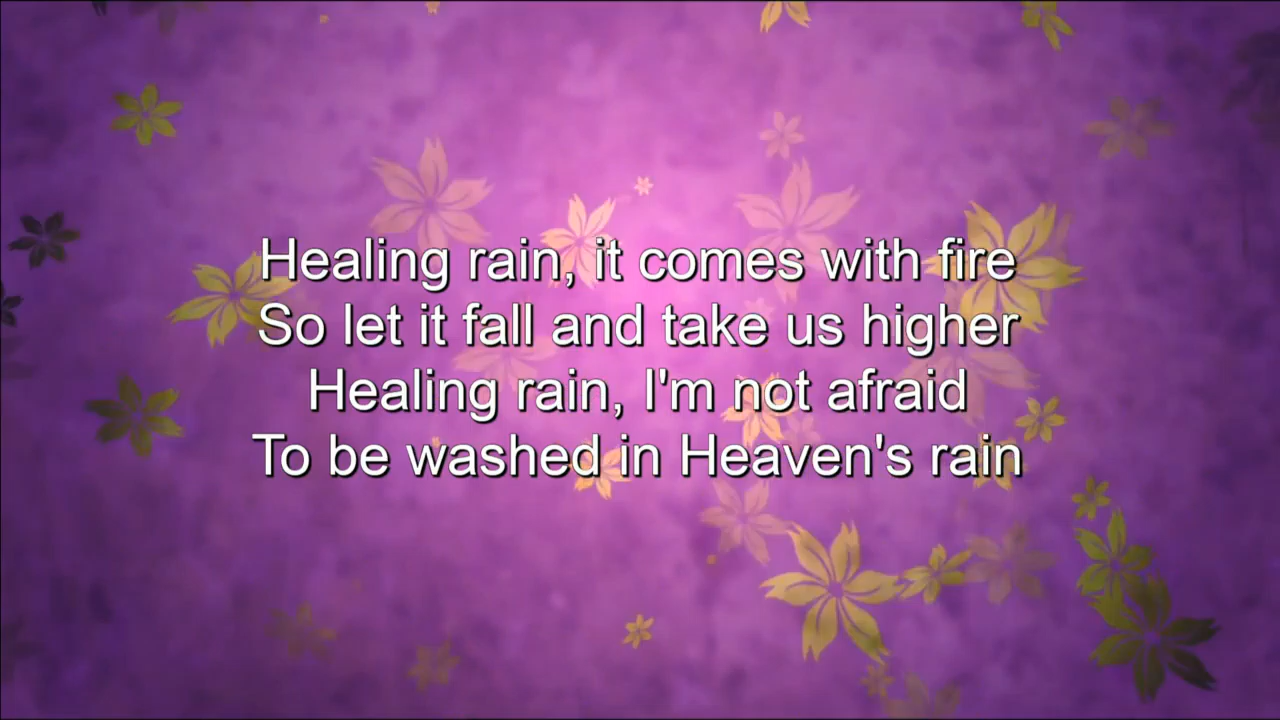 Healing rain, it comes with fire
So let it fall and take us higher
Healing rain, I'm not afraid
To be washed in Heaven's rain